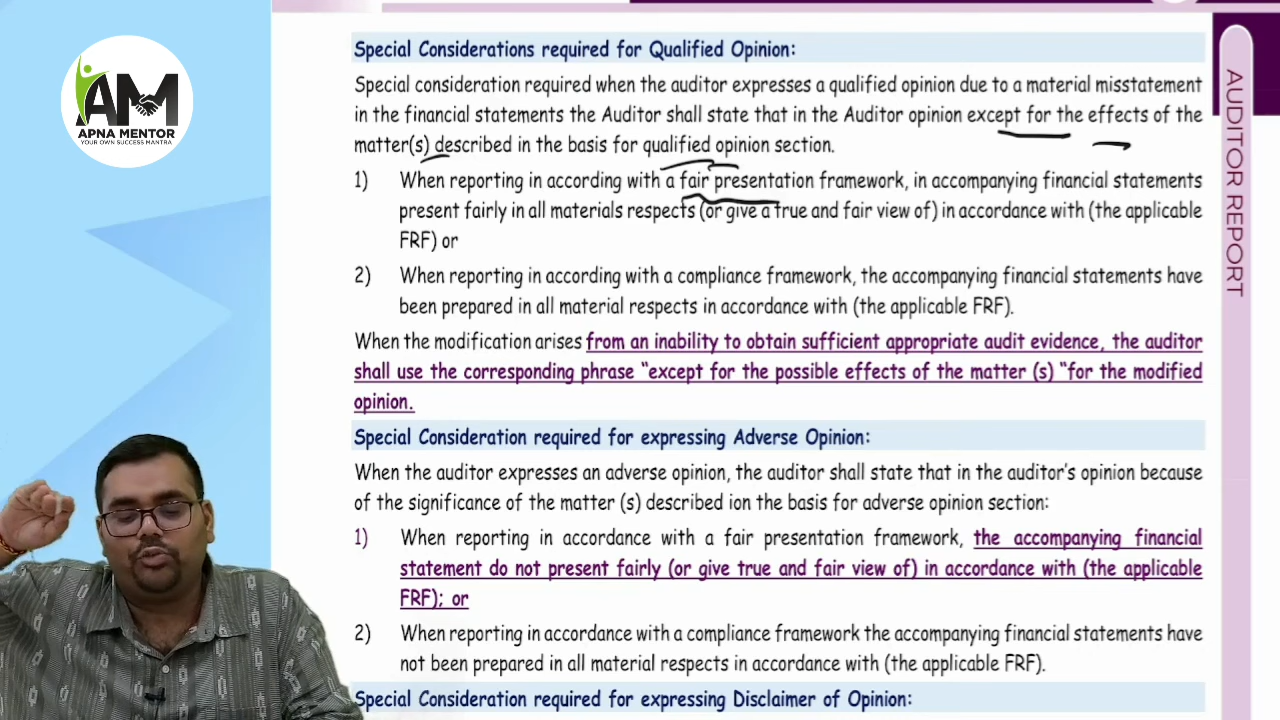 AM
APNA MENTOR
YOUR OWN SUCCESS MANTRA
Special Considerations required for Qualified Opinion:
Special consideration required when the auditor expresses a qualified opinion due to a material misstatement
in the financial statements the Auditor shall state that in the Auditor opinion except for the effects of the
matter(s) described in the basis for qualified opinion section.
1) When reporting in according with a fair presentation framework, in accompanying financial statements
present fairly in all materials respects (or give a true and fair view of) in accordance with (the applicable
FRF) or
2) When reporting in according with a compliance framework, the accompanying financial statements have
been prepared in all material respects in accordance with (the applicable FRF).
When the modification arises from an inability to obtain sufficient appropriate audit evidence, the auditor
shall use the corresponding phrase “except for the possible effects of the matter (s) “for the modified
opinion.
Special Consideration required for expressing Adverse Opinion:
When the auditor expresses an adverse opinion, the auditor shall state that in the auditor's opinion because
of the significance of the matter (s) described ion the basis for adverse opinion section:
1) When reporting in accordance with a fair presentation framework, the accompanying financial
statement do not present fairly (or give true and fair view of) in accordance with (the applicable
FRF); or
2) When reporting in accordance with a compliance framework the accompanying financial statements have
not been prepared in all material respects in accordance with (the applicable FRF).
Special Consideration required for expressing Disclaimer of Opinion:
AUDITOR REPORT